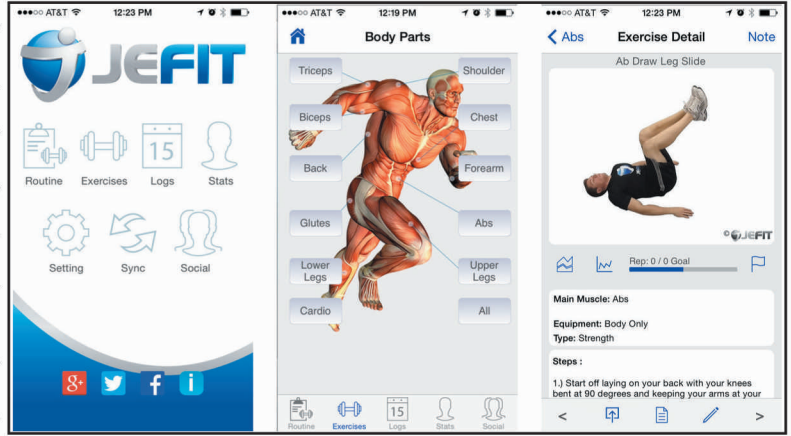 ●●●○○ AT&T 12:23 PM
JEFIT
Routine Exercises 15 Logs Stats
Setting Sync Social
8+ f i
●●●○○ AT&T 12:19 PM
Body Parts
Triceps Shoulder
Biceps Chest
Back Forearm
Glutes Abs
Lower Legs Upper Legs
Cardio All
15
Routine Exercises Logs Stats Social
●●●○○ AT&T 12:23 PM
< Abs Exercise Detail Note
Ab Draw Leg Slide
© JEFIT
Rep: 0 / 0 Goal
Main Muscle: Abs
Equipment: Body Only
Type: Strength
Steps :
1.) Start off laying on your back with your knees
bent at 90 degrees and keeping your arms at your
< >